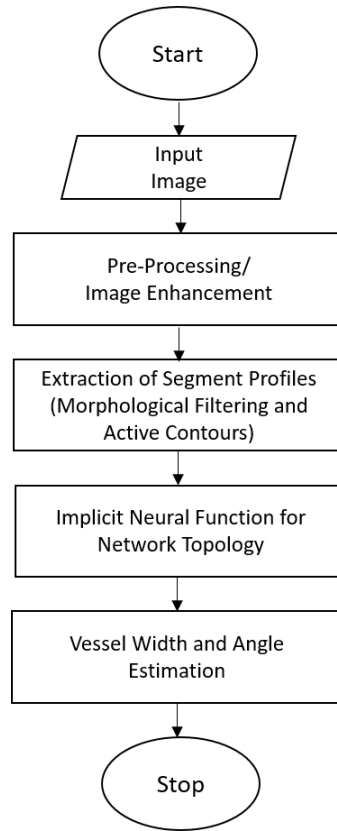 Start
Input
Image
Pre-Processing/
Image Enhancement
Extraction of Segment Profiles
(Morphological Filtering and
Active Contours)
Implicit Neural Function for
Network Topology
Vessel Width and Angle
Estimation
Stop